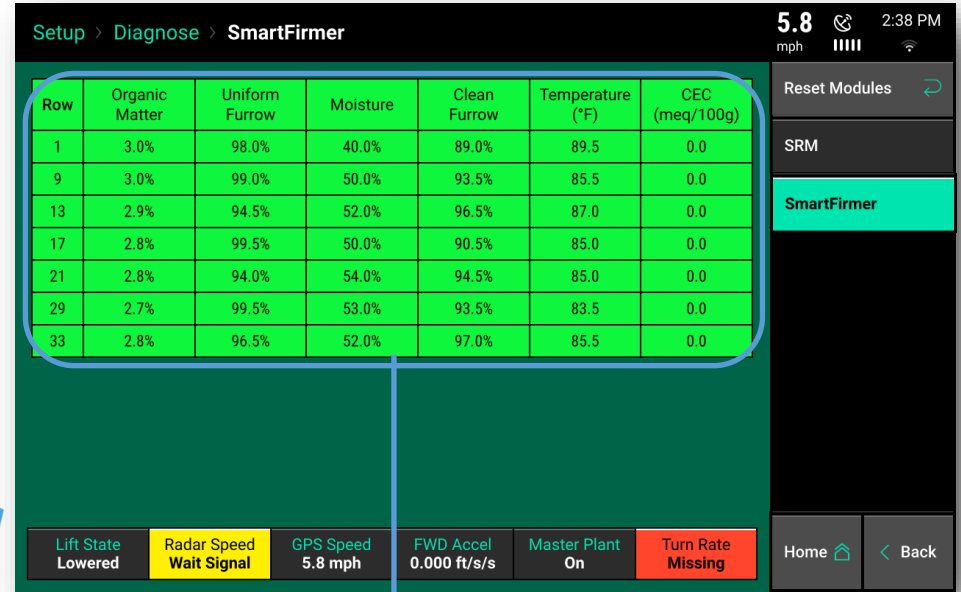 Setup > Diagnose > SmartFirmer
5.8 mph
2:38 PM
Row Organic Matter Uniform Furrow Moisture Clean Furrow Temperature (°F) CEC (meq/100g)
1 3.0% 98.0% 40.0% 89.0% 89.5 0.0
9 3.0% 99.0% 50.0% 93.5% 85.5 0.0
13 2.9% 94.5% 52.0% 96.5% 87.0 0.0
17 2.8% 99.5% 50.0% 90.5% 85.0 0.0
21 2.8% 94.0% 54.0% 94.5% 85.0 0.0
29 2.7% 99.5% 53.0% 93.5% 83.5 0.0
33 2.8% 96.5% 52.0% 97.0% 85.5 0.0
Reset Modules
SRM
SmartFirmer
Lift State Radar Speed GPS Speed FWD Accel Master Plant Turn Rate
Lowered Wait Signal 5.8 mph 0.000 ft/s/s On Missing
Home < Back